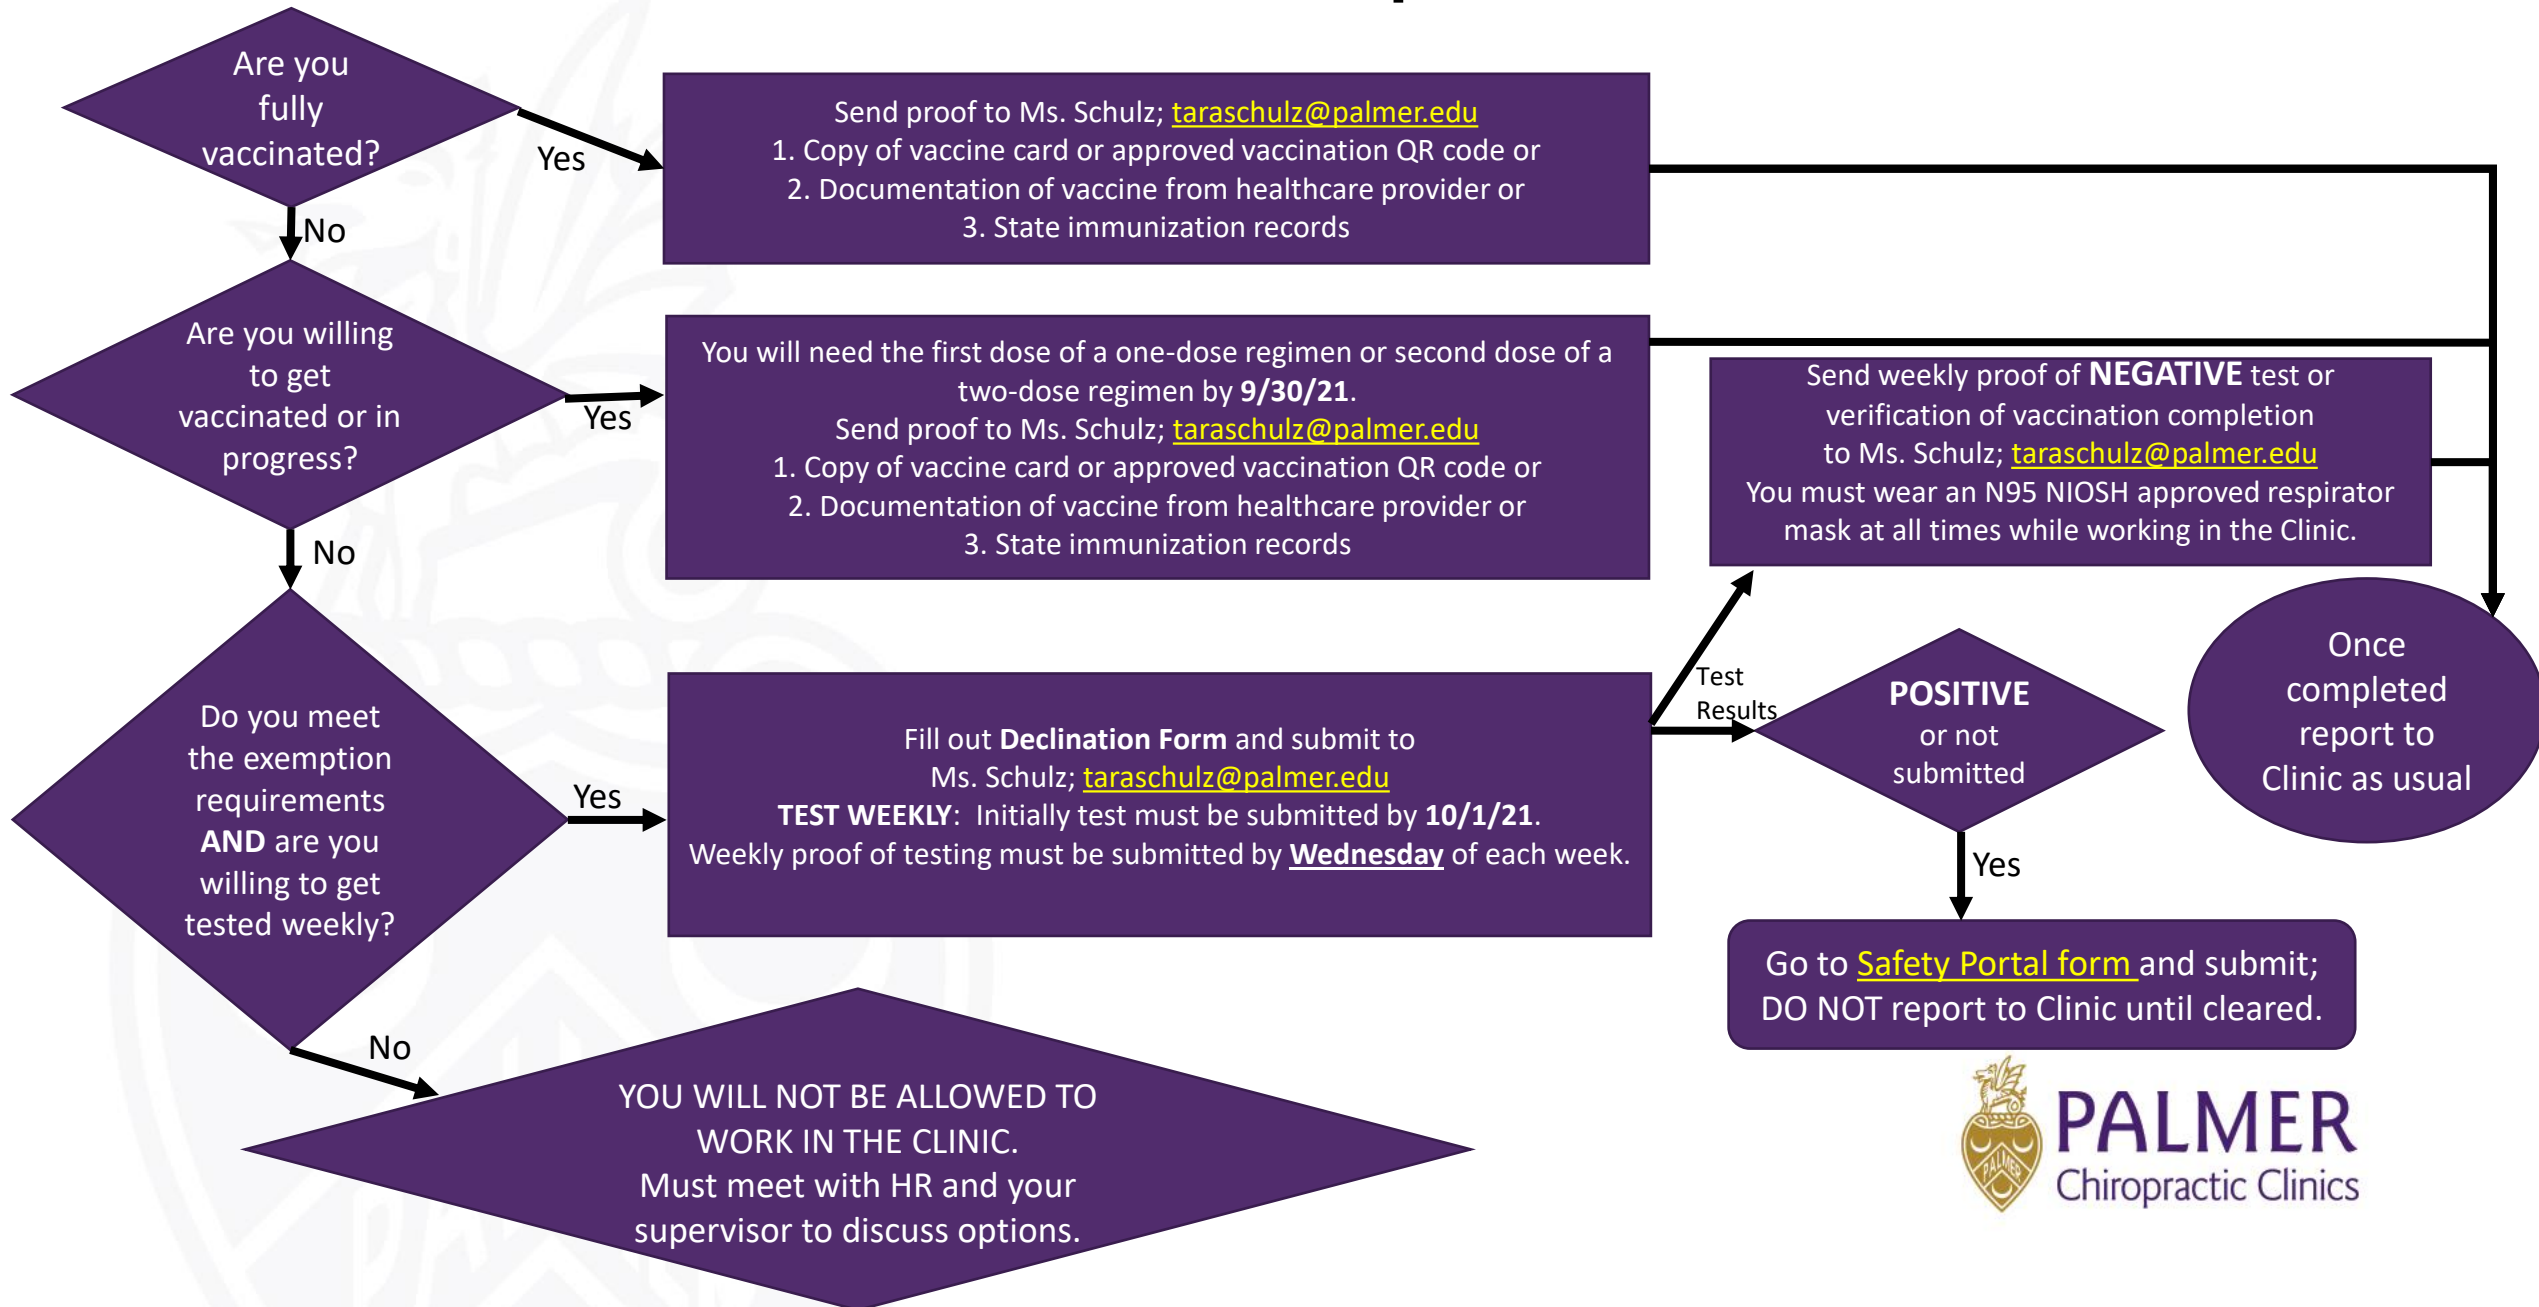 Are you
fully
vaccinated?
Yes
Send proof to Ms. Schulz; taraschulz@palmer.edu
1. Copy of vaccine card or approved vaccination QR code or
2. Documentation of vaccine from healthcare provider or
3. State immunization records
No
Are you willing
to get
vaccinated or in
progress?
Yes
You will need the first dose of a one-dose regimen or second dose of a
two-dose regimen by 9/30/21.
Send proof to Ms. Schulz; taraschulz@palmer.edu
1. Copy of vaccine card or approved vaccination QR code or
2. Documentation of vaccine from healthcare provider or
3. State immunization records
Send weekly proof of NEGATIVE test or
verification of vaccination completion
to Ms. Schulz; taraschulz@palmer.edu
You must wear an N95 NIOSH approved respirator
mask at all times while working in the Clinic.
No
Do you meet
the exemption
requirements
AND are you
willing to get
tested weekly?
Yes
Fill out Declination Form and submit to
Ms. Schulz; taraschulz@palmer.edu
TEST WEEKLY:  Initially test must be submitted by 10/1/21.
Weekly proof of testing must be submitted by Wednesday of each week.
Test
Results
POSITIVE
or not
submitted
Once
completed
report to
Clinic as usual
Yes
Go to Safety Portal form and submit;
DO NOT report to Clinic until cleared.
No
YOU WILL NOT BE ALLOWED TO
WORK IN THE CLINIC.
Must meet with HR and your
supervisor to discuss options.
PALMER
PALMER
Chiropractic Clinics